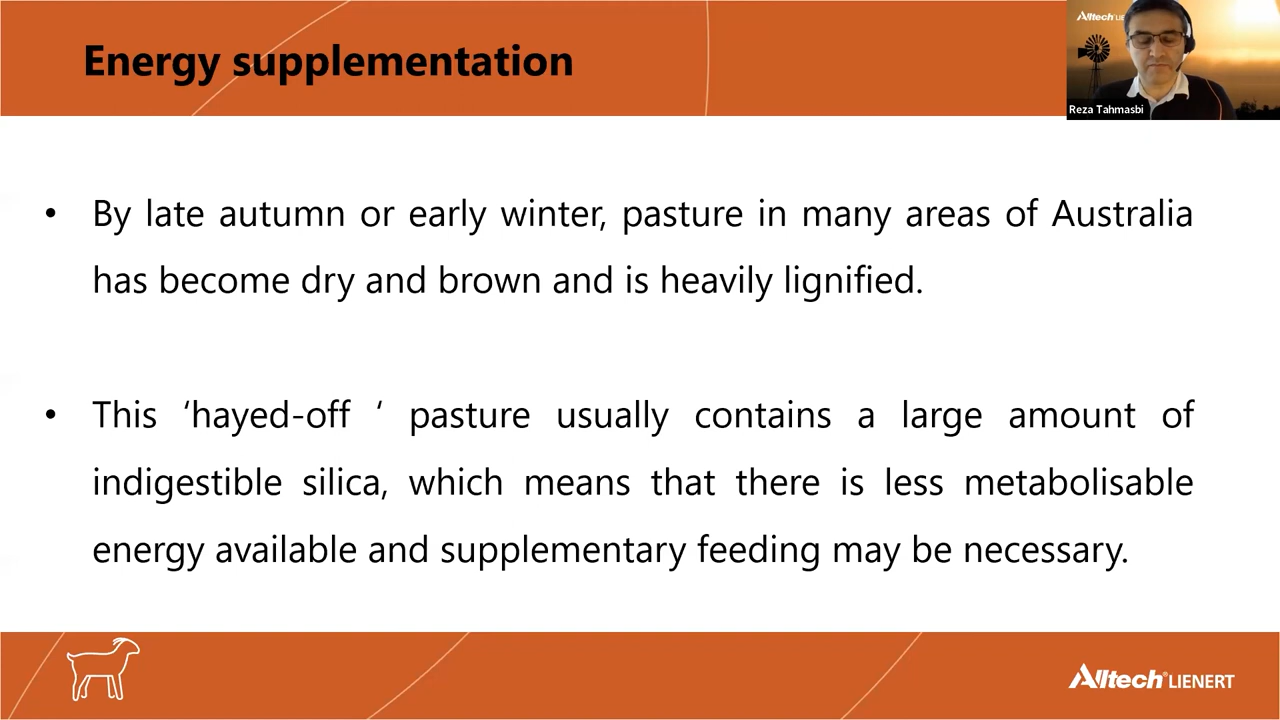 Energy supplementation
Alltech
Reza Tahmasbi
• By late autumn or early winter, pasture in many areas of Australia
has become dry and brown and is heavily lignified.
• This ‘hayed-off ‘ pasture usually contains a large amount of
indigestible silica, which means that there is less metabolisable
energy available and supplementary feeding may be necessary.
Alltech® LIENERT